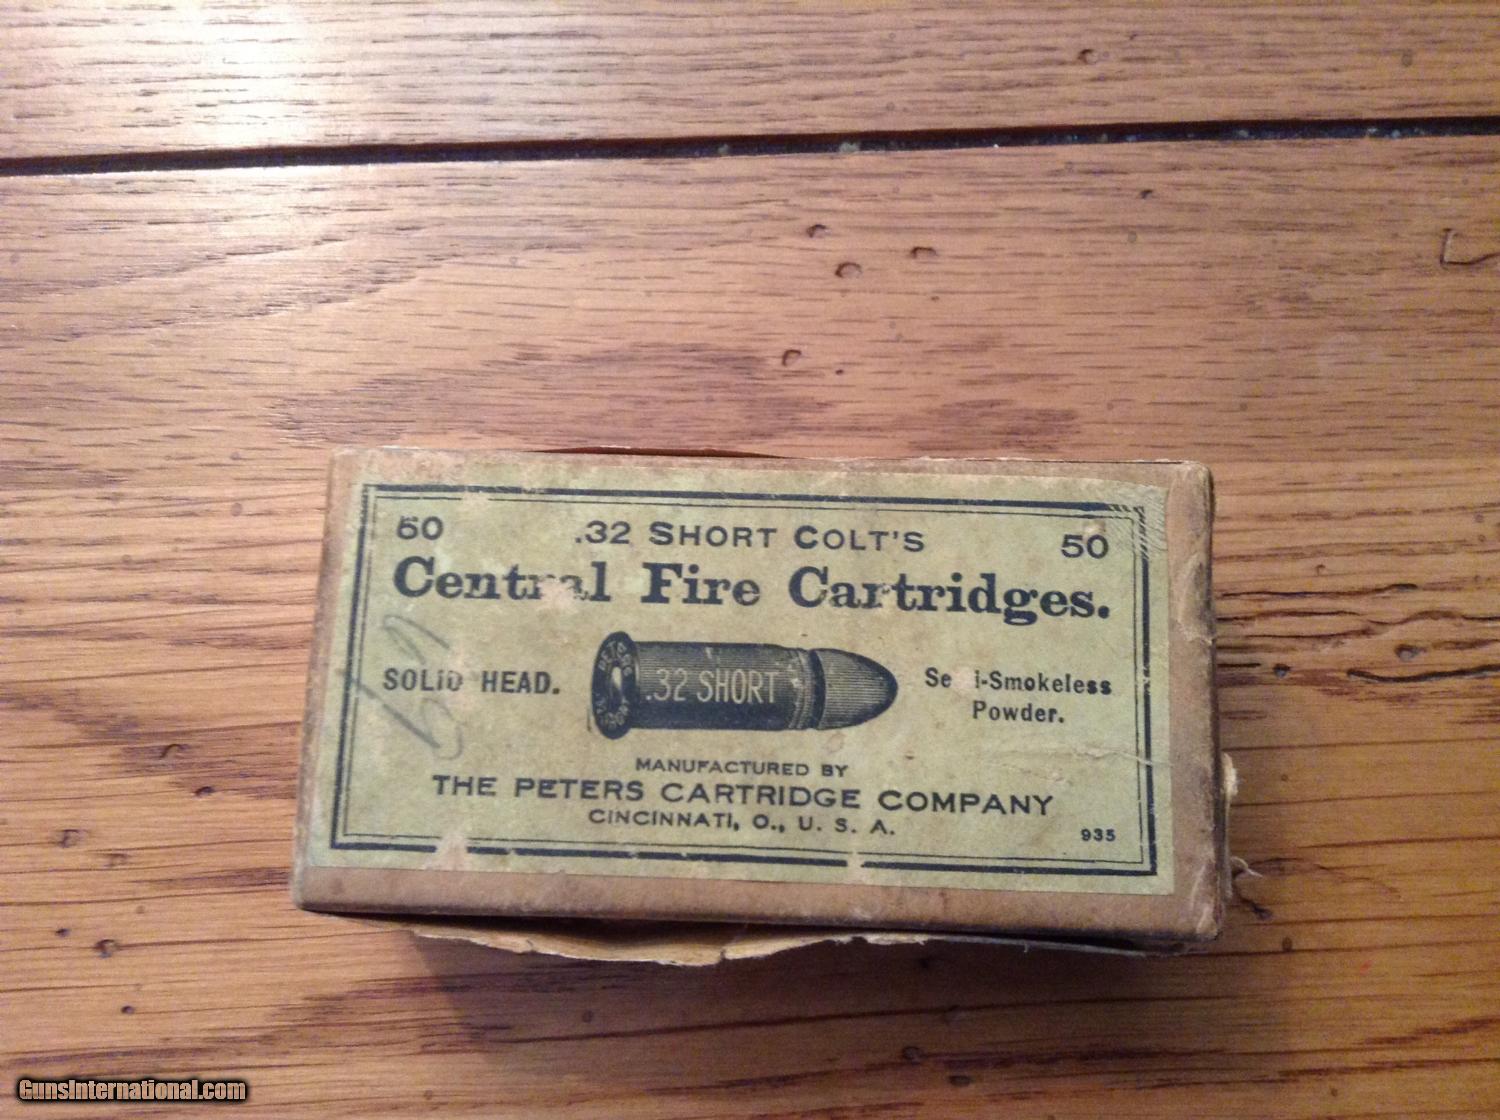 50 .32 SHORT COLT'S 50
Central Fire Cartridges.
SOLID HEAD.
PETERS
.32 SHORT
Semi-Smokeless
Powder.
MANUFACTURED BY
THE PETERS CARTRIDGE COMPANY
CINCINNATI, O., U. S. A.
935
GunsInternational.com